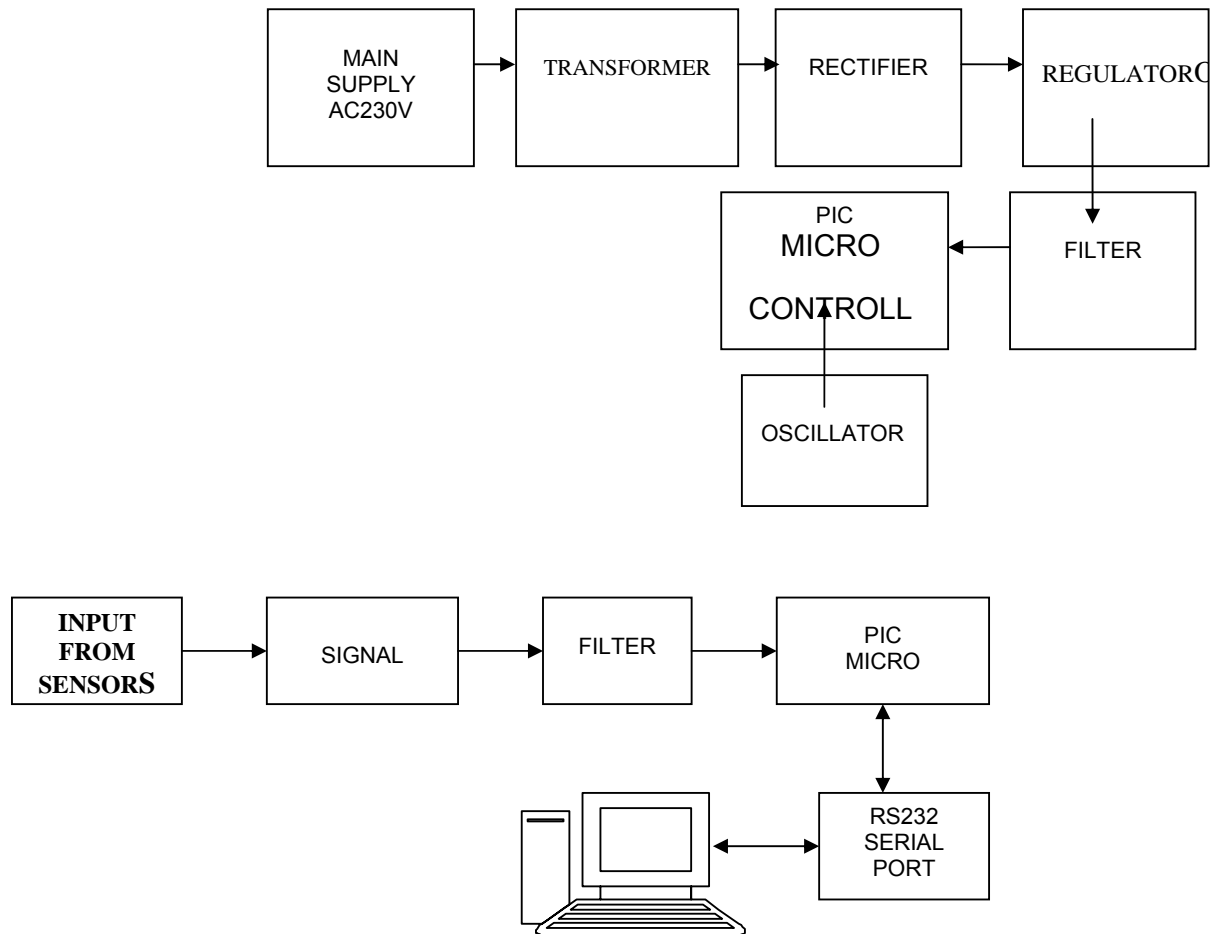 MAIN
SUPPLY
AC230V
TRANSFORMER
RECTIFIER
REGULATORC
PIC
MICRO
CONTROLL
FILTER
OSCILLATOR
INPUT
FROM
SENSORS
SIGNAL
FILTER
PIC
MICRO
RS232
SERIAL
PORT